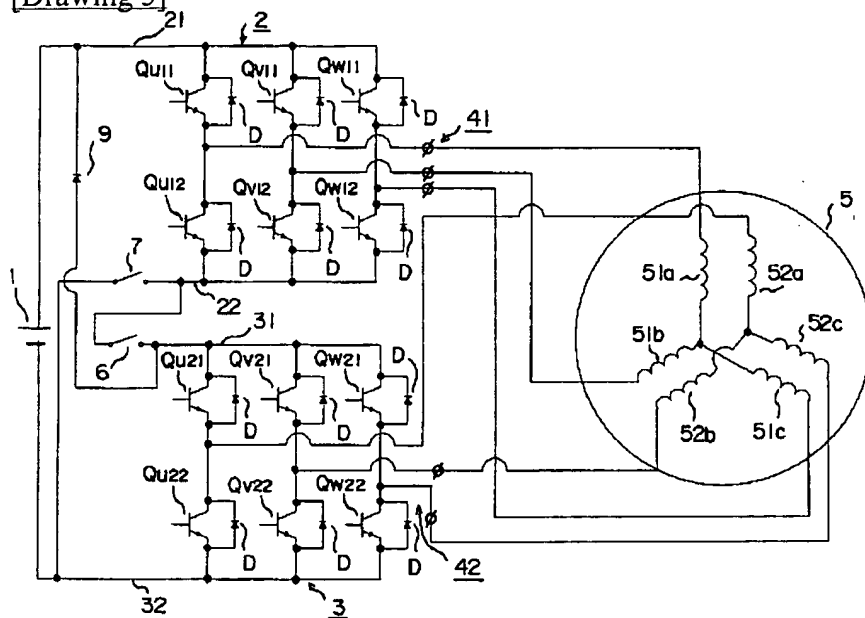 [Drawing 5]
21
2
Qu11
Qv11
Qw11
D
D
D
9
41
Qu12
Qv12
Qw12
5
D
D
D
7
51a
52a
1
22
52c
31
51b
6
Qu21
Qv21
Qw21
D
D
D
52b
51c
Qu22
Qv22
Qw22
D
D
D
42
32
3